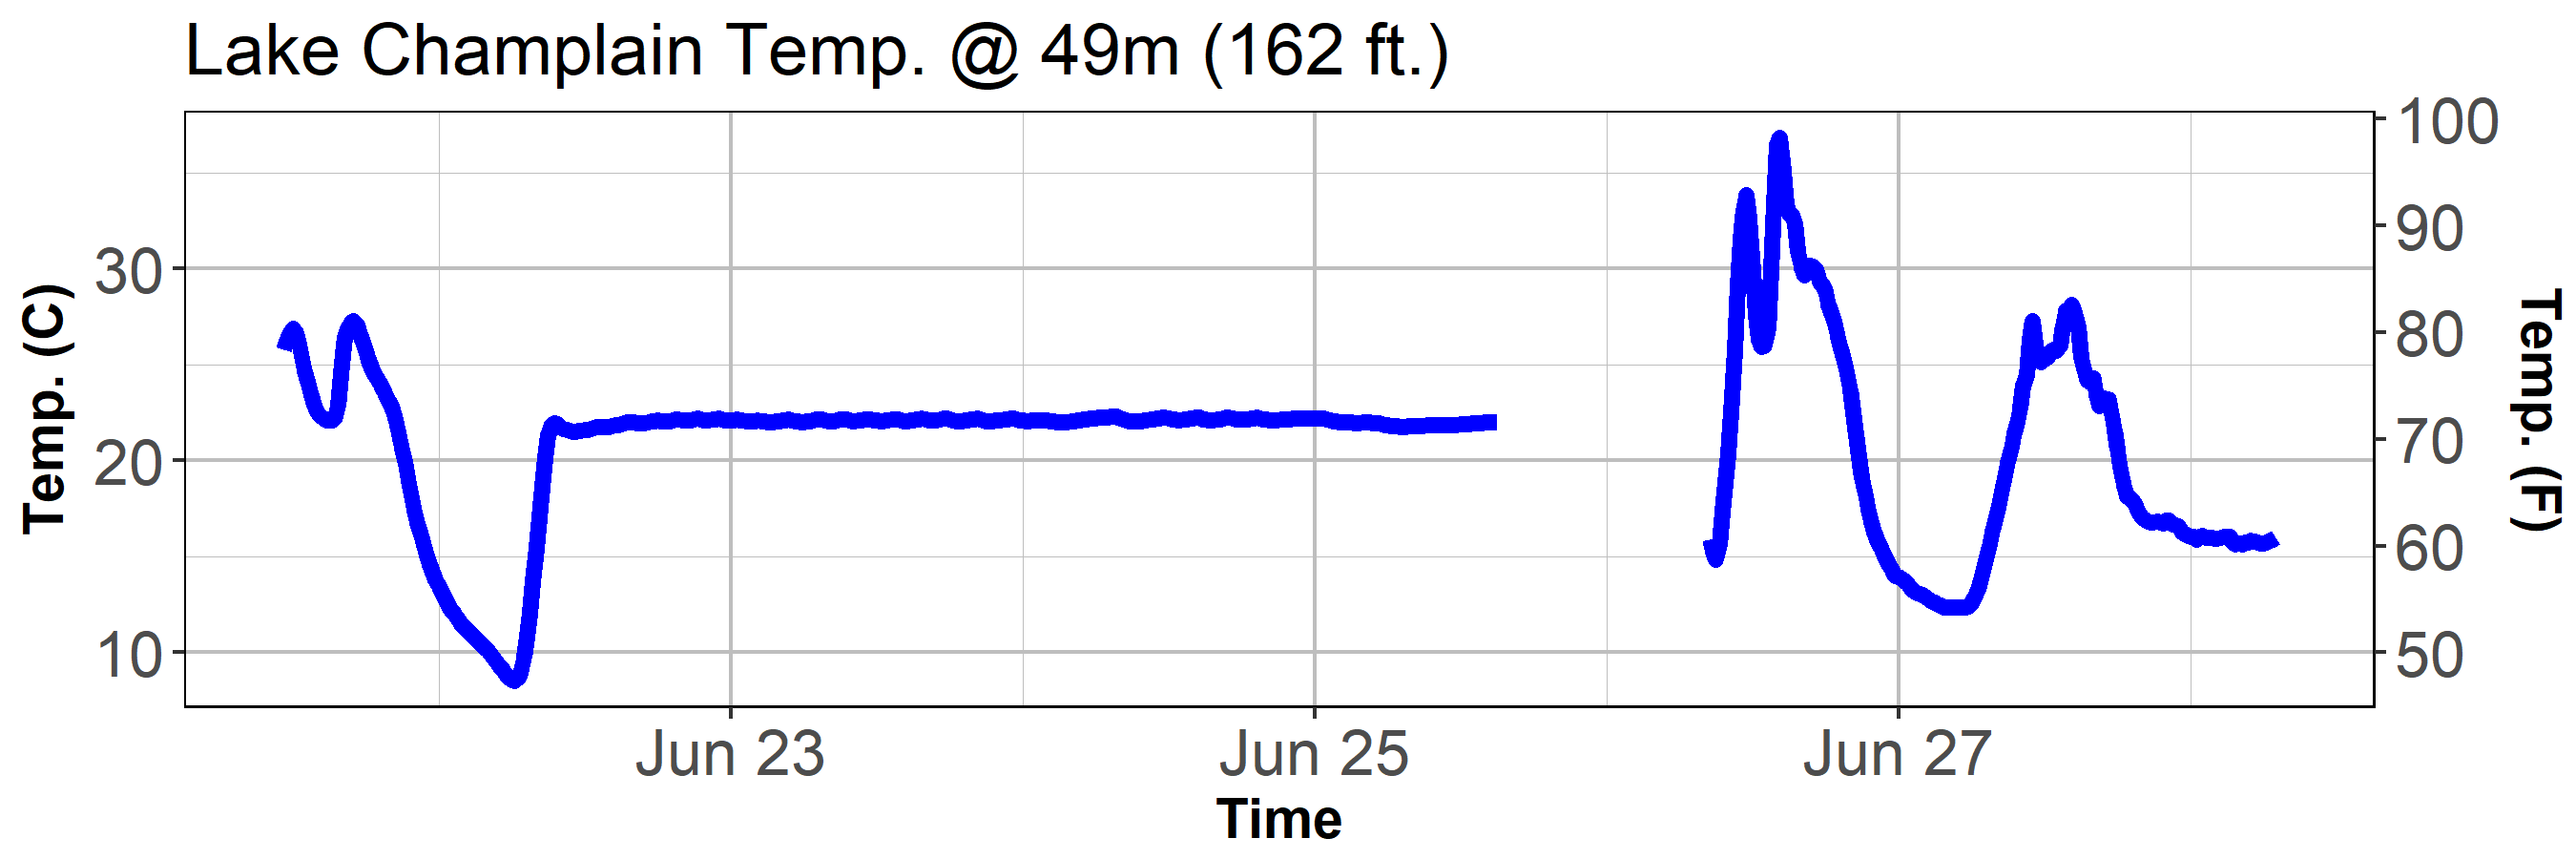 Lake Champlain Temp. @ 49m (162 ft.)
Temp. (C)
30
20
10
100
90
80
70
60
50
Temp. (F)
Jun 23
Jun 25
Jun 27
Time